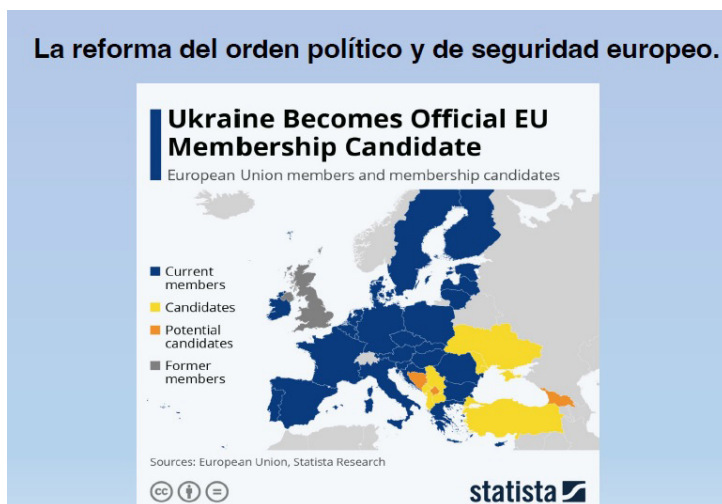 La reforma del orden político y de seguridad europeo.
Ukraine Becomes Official EU
Membership Candidate
European Union members and membership candidates
Current
members
Candidates
Potential
candidates
Former
members
Sources: European Union, Statista Research
cc
statista